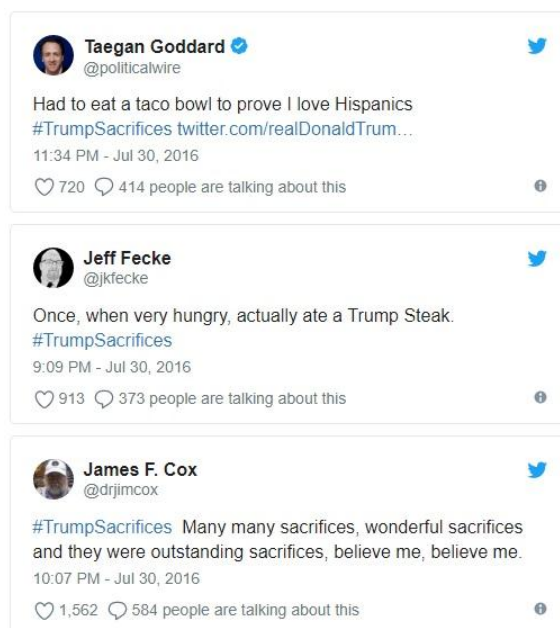 Taegan Goddard
@politicalwire
Had to eat a taco bowl to prove I love Hispanics
#TrumpSacrifices twitter.com/realDonaldTrum…
11:34 PM - Jul 30, 2016
720 414 people are talking about this
Jeff Fecke
@jkfecke
Once, when very hungry, actually ate a Trump Steak.
#TrumpSacrifices
9:09 PM - Jul 30, 2016
913 373 people are talking about this
James F. Cox
@drjimcox
#TrumpSacrifices Many many sacrifices, wonderful sacrifices
and they were outstanding sacrifices, believe me, believe me.
10:07 PM - Jul 30, 2016
1,562 584 people are talking about this